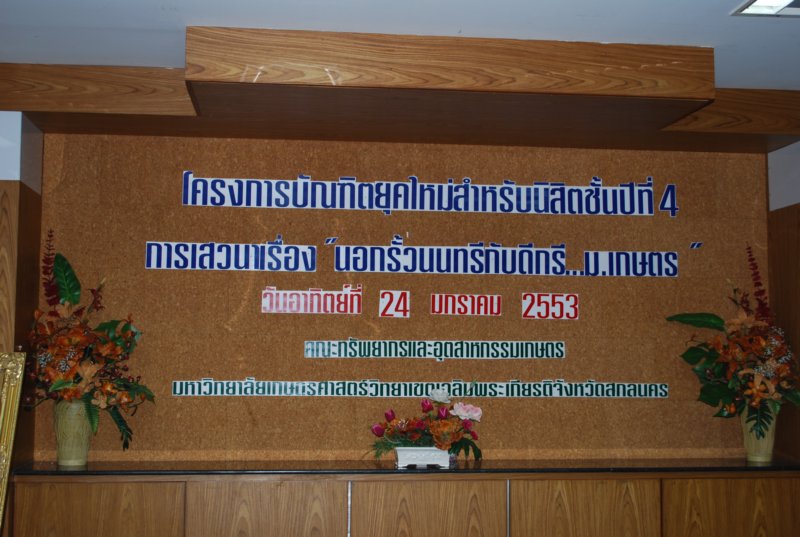 โครงการบัณฑิตยุคใหม่สำหรับนิสิตชั้นปีที่ 4
การเสวนาเรื่อง "นอกรั้วนนทรีกับดีกรี...ม.เกษตร"
วันอาทิตย์ที่ 24 มกราคม 2553
คณะทรัพยากรและอุตสาหกรรมเกษตร
มหาวิทยาลัยเกษตรศาสตร์วิทยาเขตเฉลิมพระเกียรติจังหวัดสกลนคร